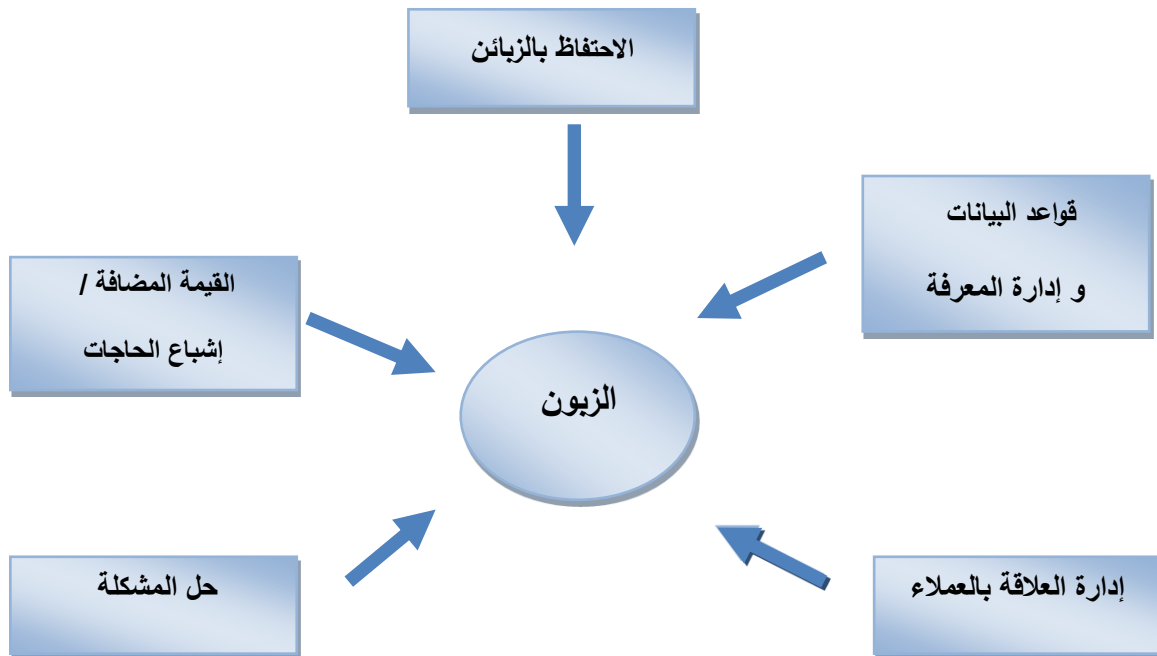 الاحتفاظ بالزبائن
قواعد البيانات
و إدارة المعرفة
القيمة المضافة /
إشباع الحاجات
الزبون
إدارة العلاقة بالعملاء
حل المشكلة